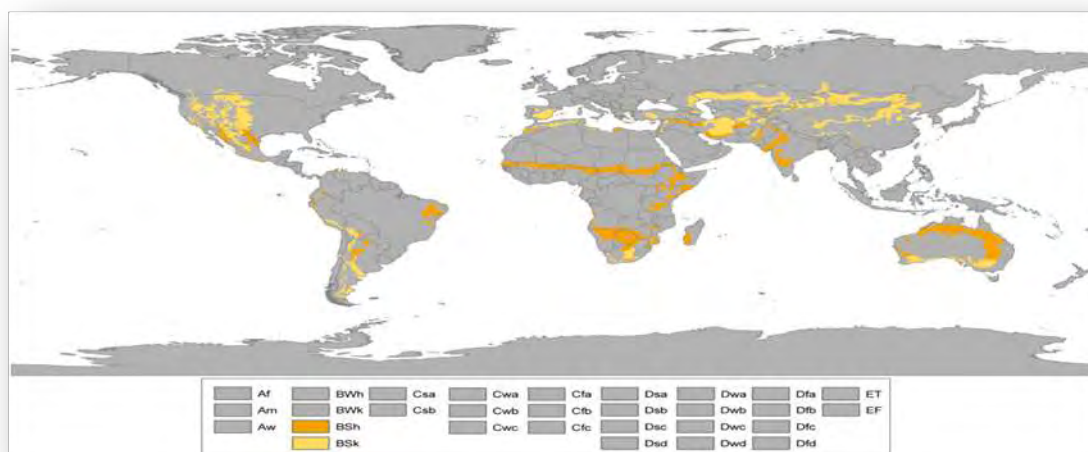 Af BWh Csa Cwa Cfa Dsa Dwa Dfa ET
Am BWk Csb Cwb Cfb Dsb Dwb Dfb EF
Aw BSh Cwc Cfc Dsc Dwc Dfc
BSk Dsd Dwd Dfd